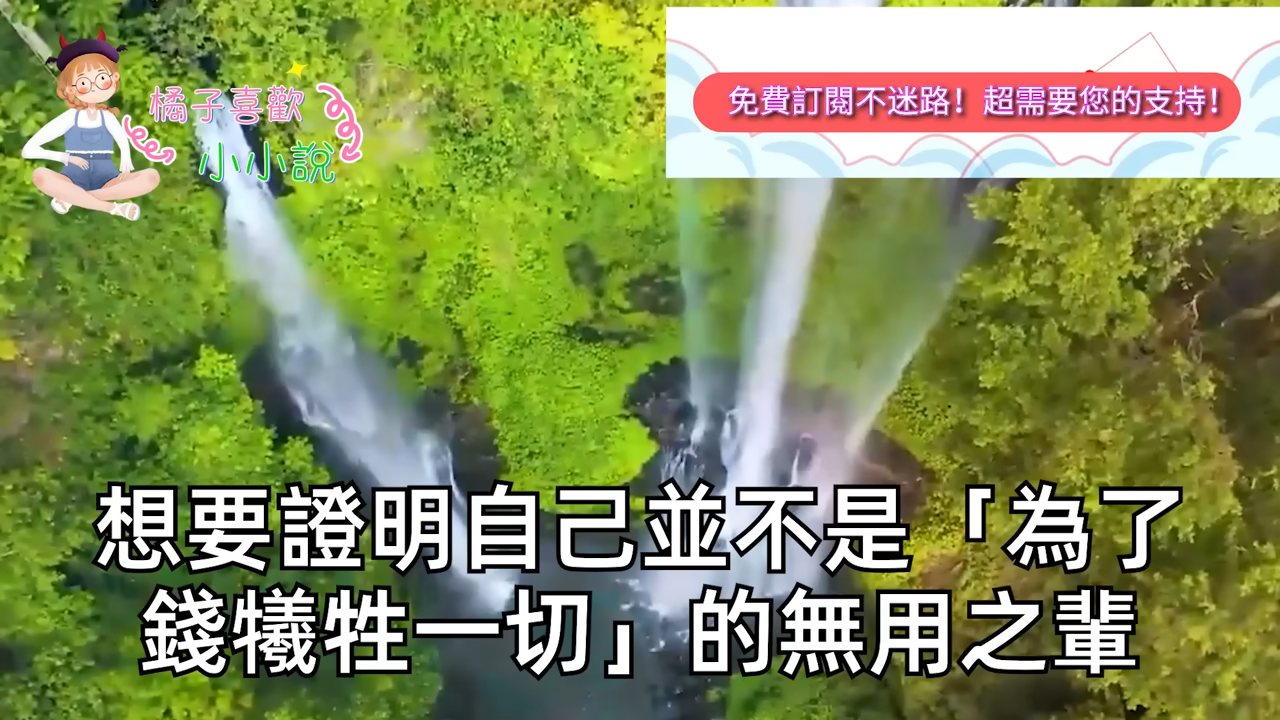 橘子喜歡
小小說
免費訂閱不迷路！超需要您的支持！
想要證明自己並不是「為了
錢犧牲一切」的無用之輩